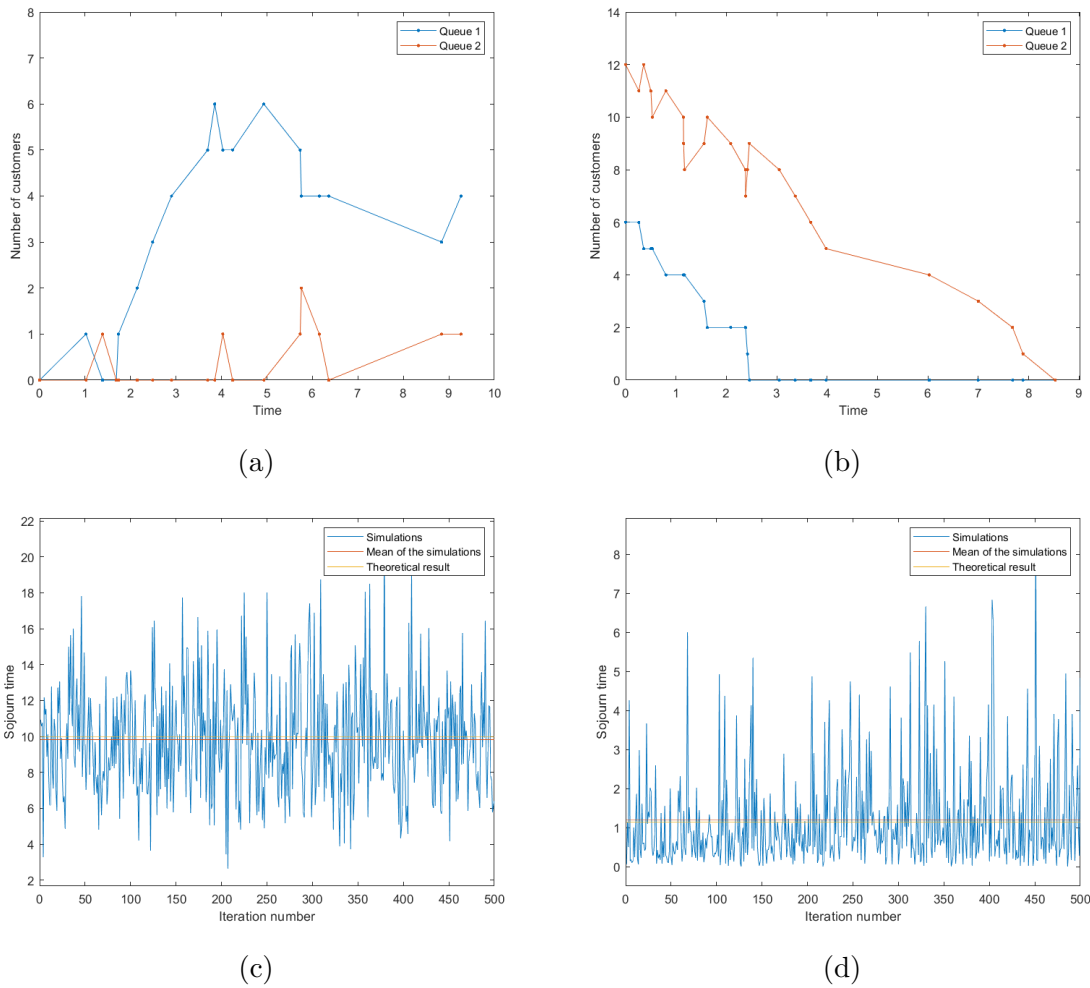 8
7
6
5
4
3
2
1
0
Number of customers
0 1 2 3 4 5 6 7 8 9 10
Time
Queue 1
Queue 2
(a)
14
12
10
8
6
4
2
0
Number of customers
0 1 2 3 4 5 6 7 8 9
Time
Queue 1
Queue 2
(b)
22
20
18
16
14
12
10
8
6
4
2
Sojourn time
0 50 100 150 200 250 300 350 400 450 500
Iteration number
Simulations
Mean of the simulations
Theoretical result
(c)
8
7
6
5
4
3
2
1
0
Sojourn time
0 50 100 150 200 250 300 350 400 450 500
Iteration number
Simulations
Mean of the simulations
Theoretical result
(d)